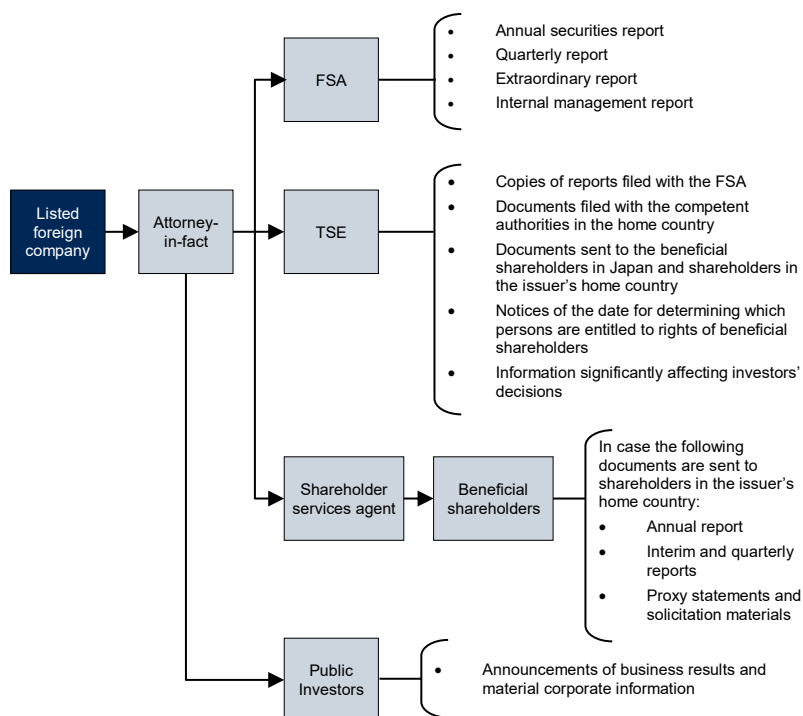 FSA
• Annual securities report
• Quarterly report
• Extraordinary report
• Internal management report
Listed
foreign
company
Attorney-
in-fact
TSE
• Copies of reports filed with the FSA
• Documents filed with the competent
authorities in the home country
• Documents sent to the beneficial
shareholders in Japan and shareholders in
the issuer’s home country
• Notices of the date for determining which
persons are entitled to rights of beneficial
shareholders
• Information significantly affecting investors’
decisions
Shareholder
services agent
Beneficial
shareholders
In case the following
documents are sent to
shareholders in the issuer’s
home country:
• Annual report
• Interim and quarterly
reports
• Proxy statements and
solicitation materials
Public
Investors
• Announcements of business results and
material corporate information